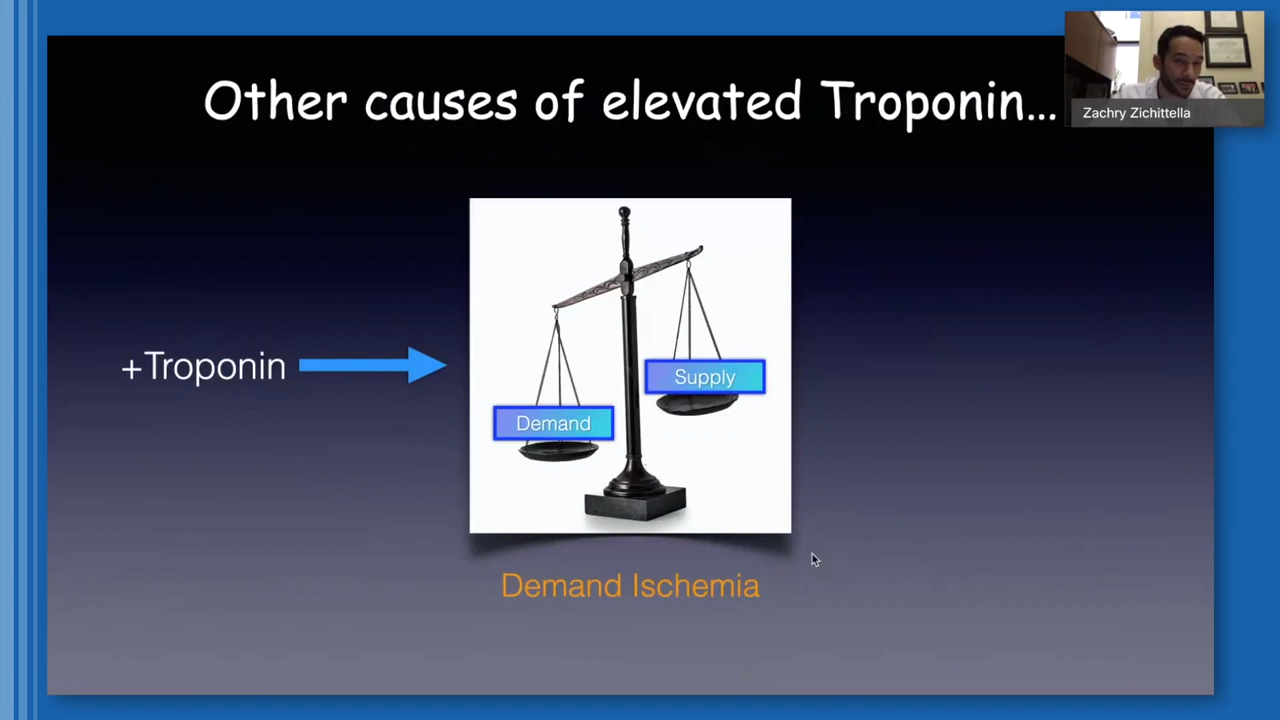 Other causes of elevated Troponin...
Zachry Zichittella
+Troponin
Supply
Demand
Demand Ischemia